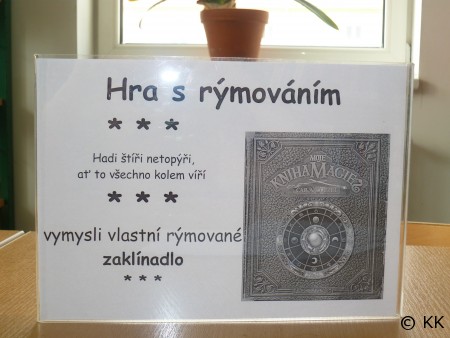 Hra s rýmováním
* * *
Hadi štíři netopýři,
ať to všechno kolem víří
* * *
vymysli vlastní rýmované
zaklínadlo
* * *
KNIHA MAGIE
© KK